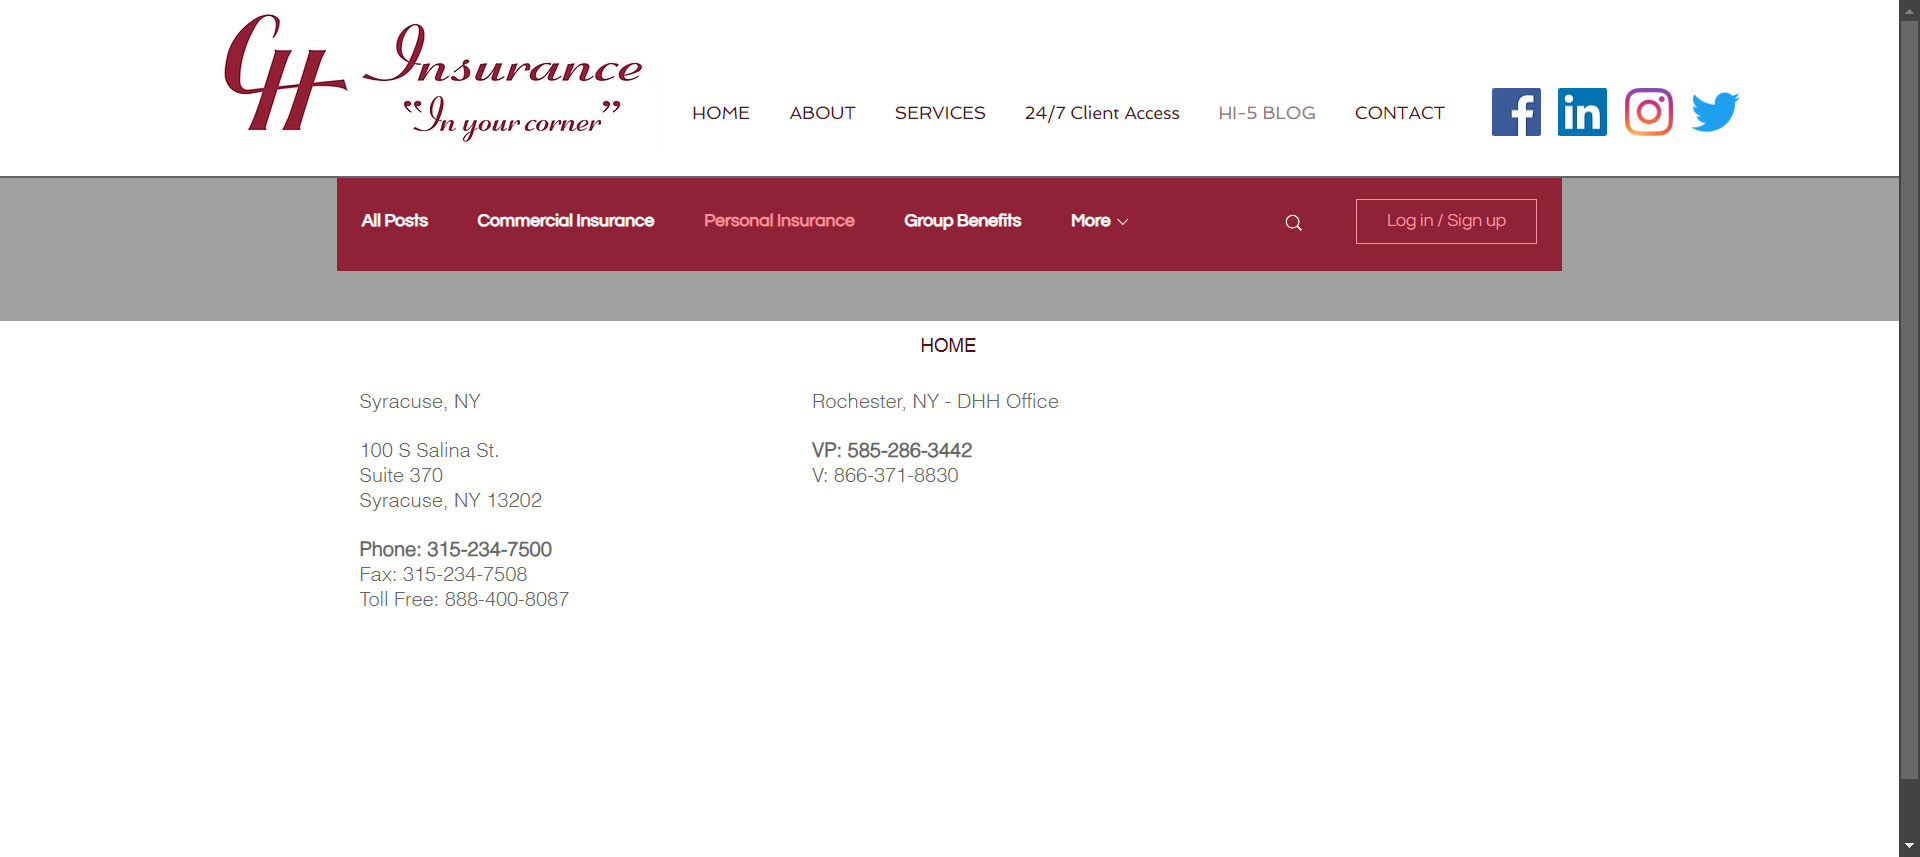 CH Insurance
“In your corner”
HOME ABOUT SERVICES 24/7 Client Access HI-5 BLOG CONTACT
f in
All Posts Commercial Insurance Personal Insurance Group Benefits More Log in / Sign up
HOME
Syracuse, NY
100 S Salina St.
Suite 370
Syracuse, NY 13202
Phone: 315-234-7500
Fax: 315-234-7508
Toll Free: 888-400-8087
Rochester, NY - DHH Office
VP: 585-286-3442
V: 866-371-8830